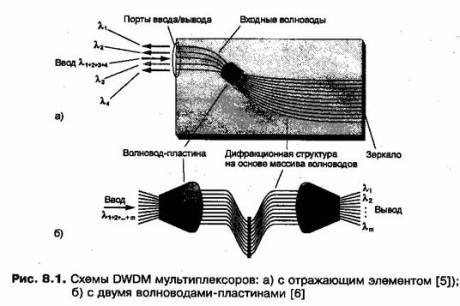 Порты ввода/вывода
Входные волноводы
λ₁
λ₂
Ввод λ₁₊₂₊₃₊₄
λ₃
λ₄
а)
Волновод-пластина
Дифракционная структура
на основе массива волноводов
Зеркало
Ввод
λ₁₊₂₊...₊ₘ
λ₁
λ₂
Вывод
λₘ
б)
Рис. 8.1. Схемы DWDM мультиплексоров: а) с отражающим элементом [5]);
б) с двумя волноводами-пластинами [6]